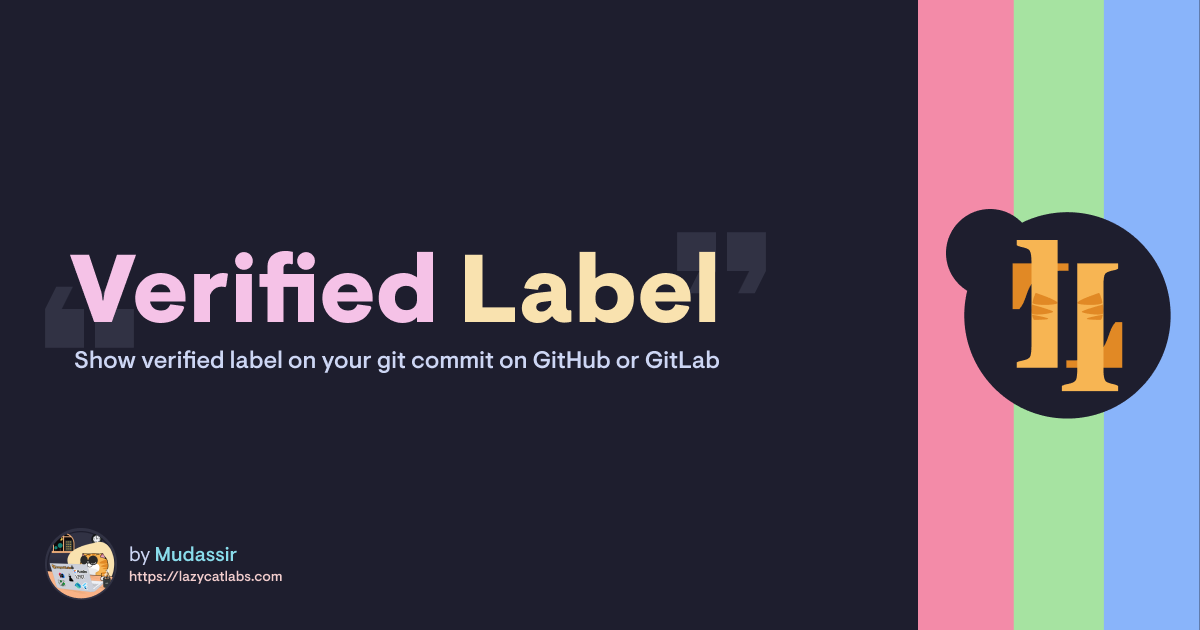 Verified Label
Show verified label on your git commit on GitHub or GitLab
by Mudassir
https://lazycatlabs.com